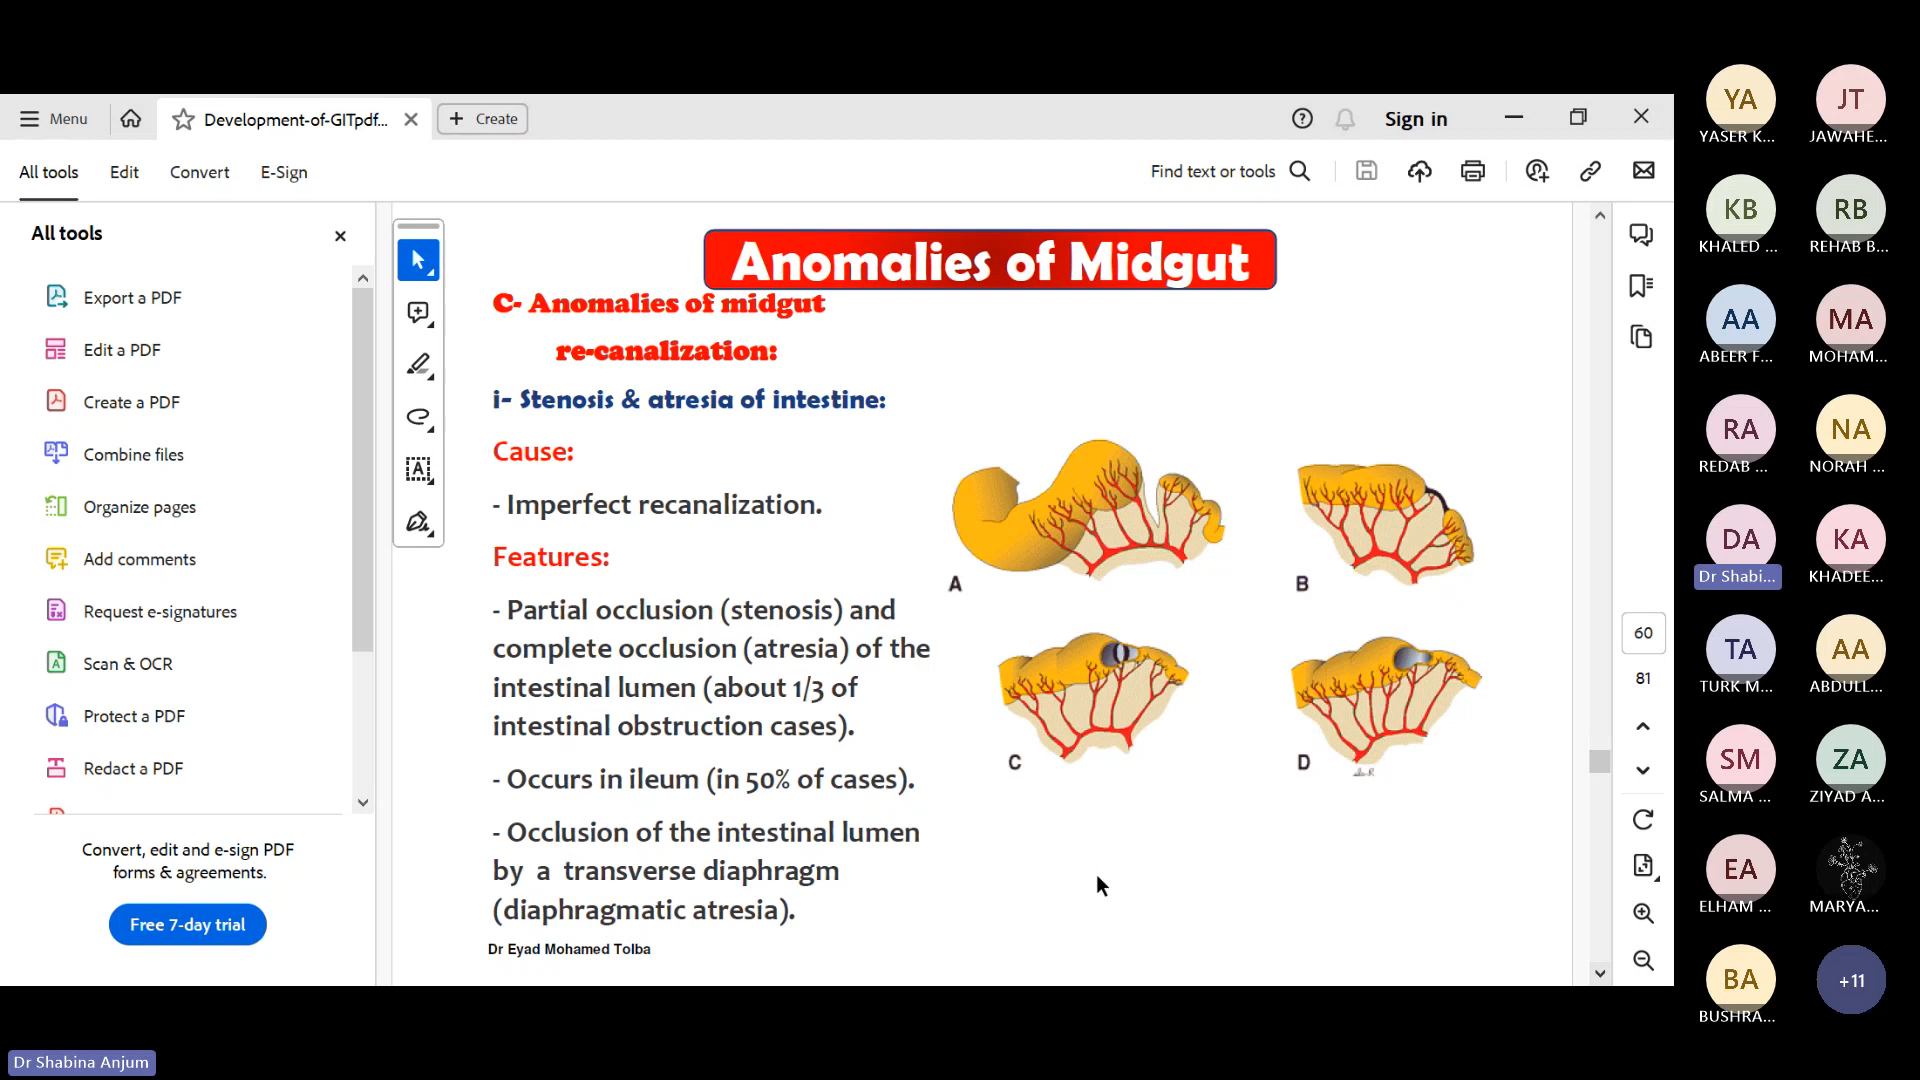 Menu
Development-of-GITpdf...
Create
Sign in
All tools
Edit
Convert
E-Sign
Find text or tools
All tools
Export a PDF
Edit a PDF
Create a PDF
Combine files
Organize pages
Add comments
Request e-signatures
Scan & OCR
Protect a PDF
Redact a PDF
Convert, edit and e-sign PDF
forms & agreements.
Free 7-day trial
Anomalies of Midgut
C- Anomalies of midgut
re-canalization:
i- Stenosis & atresia of intestine:
Cause:
- Imperfect recanalization.
Features:
- Partial occlusion (stenosis) and
complete occlusion (atresia) of the
intestinal lumen (about 1/3 of
intestinal obstruction cases).
- Occurs in ileum (in 50% of cases).
- Occlusion of the intestinal lumen
by a transverse diaphragm
(diaphragmatic atresia).
Dr Eyad Mohamed Tolba
A
B
C
D
60
81
YA
YASER K...
JT
JAWAHE...
KB
KHALED ...
RB
REHAB B...
AA
ABEER F...
MA
MOHAM...
RA
REDAB ...
NA
NORAH ...
DA
Dr Shabi...
KA
KHADEE...
TA
TURK M...
AA
ABDULL...
SM
SALMA ...
ZA
ZIYAD A...
EA
ELHAM ...
MARYA...
BA
BUSHRA...
+11
Dr Shabina Anjum